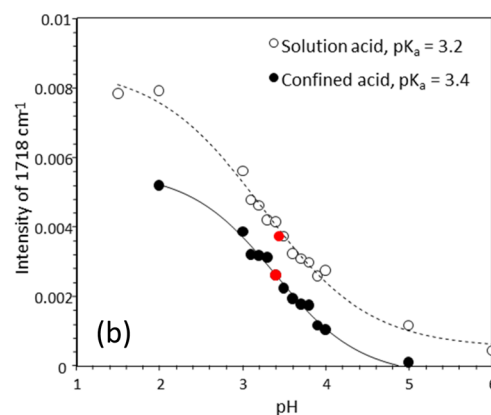 0.01
Solution acid, pKa = 3.2
Confined acid, pKa = 3.4
0.008
0.006
0.004
0.002
0
Intensity of 1718 cm-1
(b)
1 2 3 4 5 6
pH